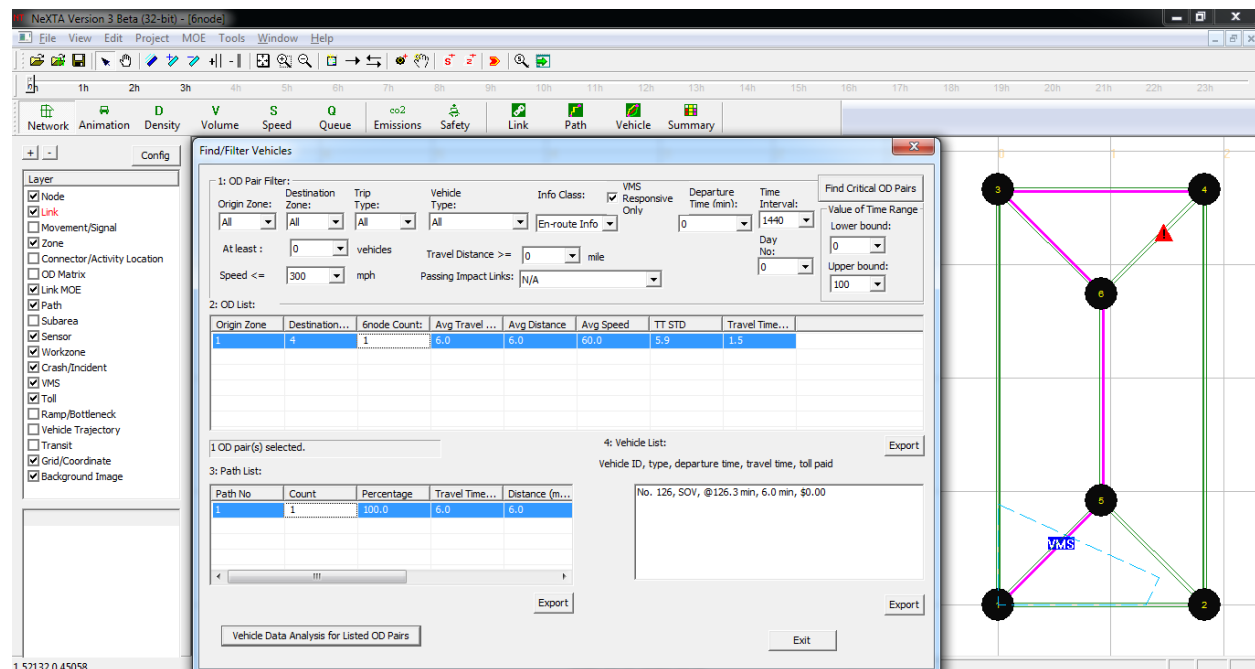 NeXTA Version 3 Beta (32-bit) - [6node]
File View Edit Project MOE Tools Window Help
0h 1h 2h 3h 4h 5h 6h 7h 8h 9h 10h 11h 12h 13h 14h 15h 16h 17h 18h 19h 20h 21h 22h 23h
D V S Q co2
Network Animation Density Volume Speed Queue Emissions Safety Link Path Vehicle Summary
+ - Config
Layer
Node
Link
Movement/Signal
Zone
Connector/Activity Location
OD Matrix
Link MOE
Path
Subarea
Sensor
Workzone
Crash/Incident
VMS
Toll
Ramp/Bottleneck
Vehicle Trajectory
Transit
Grid/Coordinate
Background Image
1.52132,0.45058
Find/Filter Vehicles
1: OD Pair Filter:
Origin Zone: Destination Zone: Trip Type: Vehicle Type: Info Class: VMS Responsive Only Departure Time (min): Time Interval: Find Critical OD Pairs
All All All All En-route Info 0 1440
Value of Time Range
Lower bound:
0
Upper bound:
100
At least : 0 vehicles Travel Distance >= 0 mile Day No: 0
Speed <= 300 mph Passing Impact Links: N/A
2: OD List:
Origin Zone Destination... 6node Count: Avg Travel ... Avg Distance Avg Speed TT STD Travel Time...
1 4 1 6.0 6.0 60.0 5.9 1.5
1 OD pair(s) selected.
Export
3: Path List:
Path No Count Percentage Travel Time... Distance (m...
1 1 100.0 6.0 6.0
Export
4: Vehicle List:
Vehicle ID, type, departure time, travel time, toll paid
No. 126, SOV, @126.3 min, 6.0 min, $0.00
Export
Vehicle Data Analysis for Listed OD Pairs
Exit
0 1 2
3 4
6
5
VMS
1 2